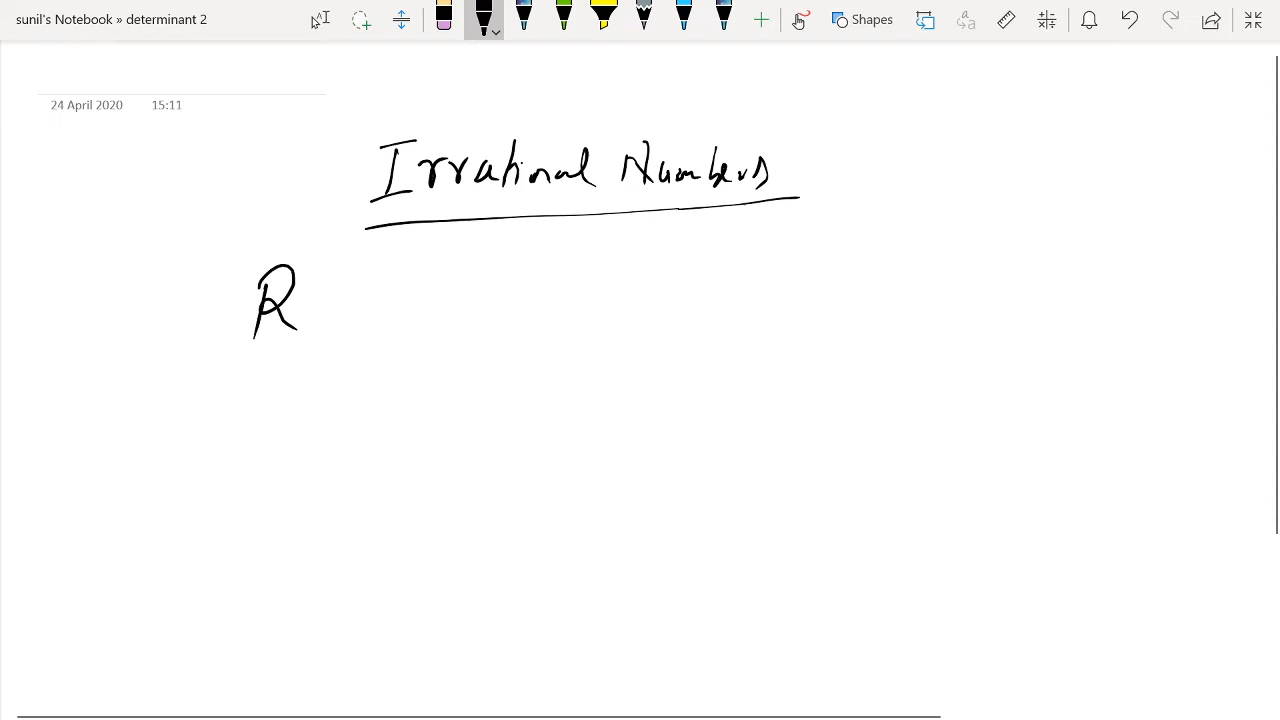 sunil's Notebook » determinant 2
Shapes
24 April 2020 15:11
Irrational Numbers
R